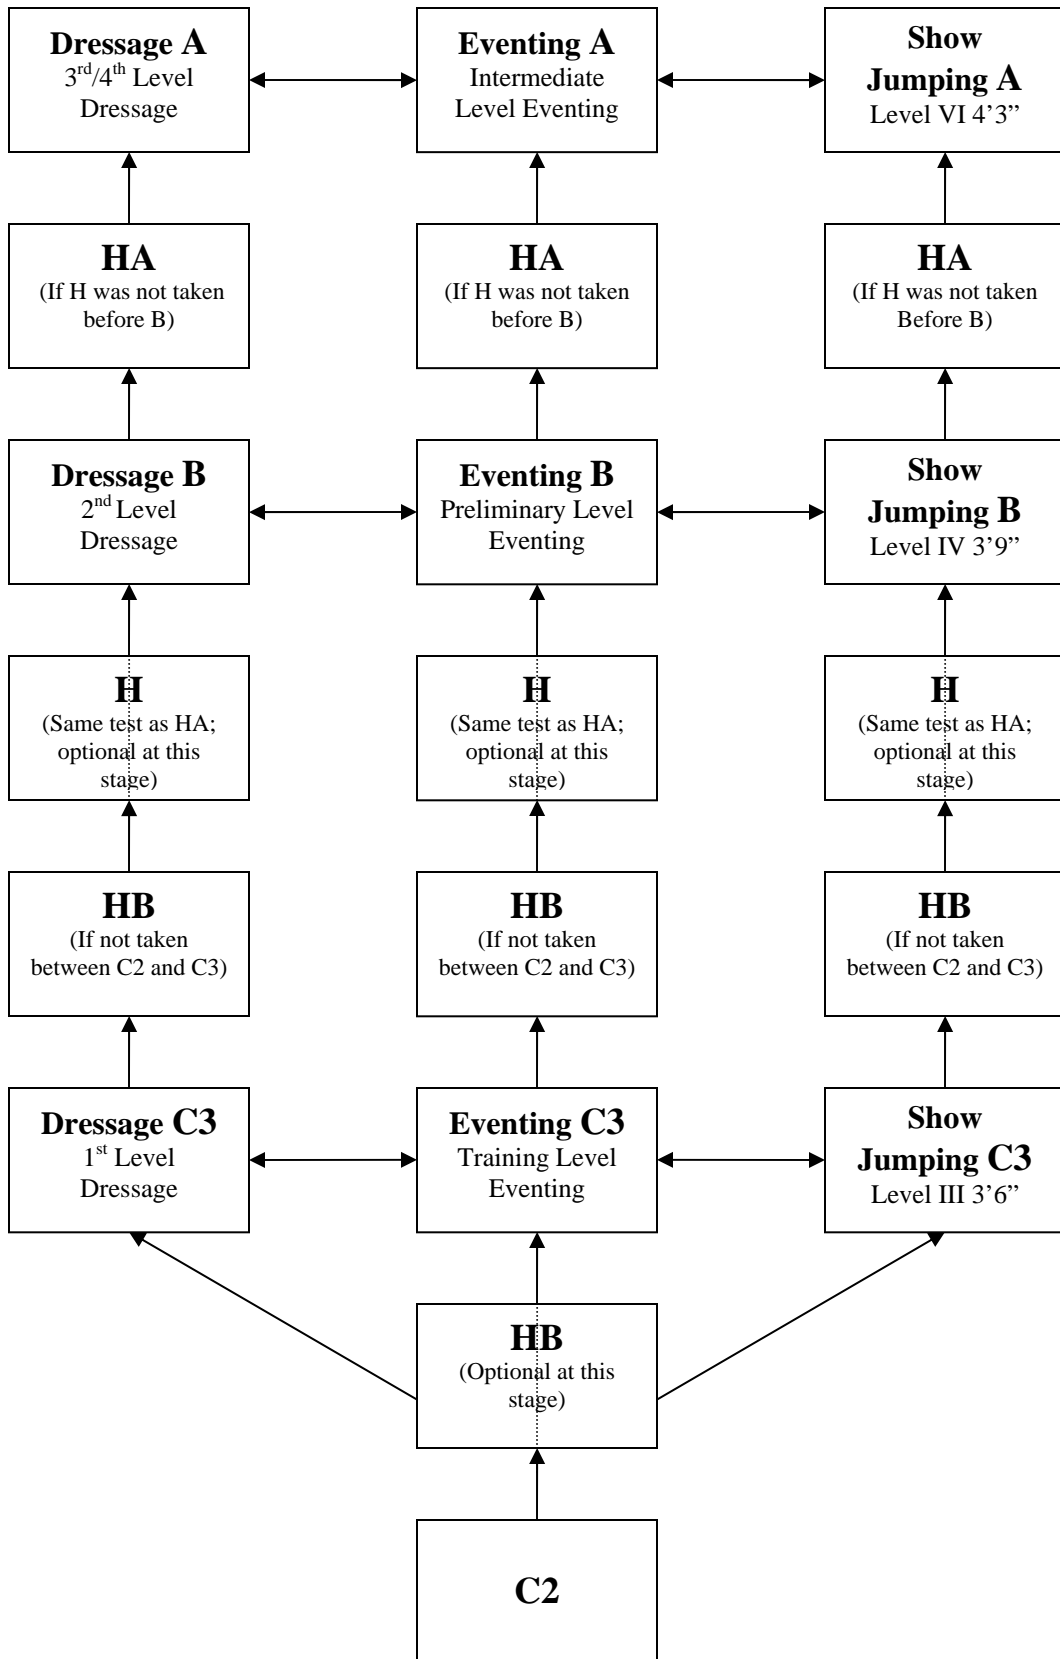 Dressage A
3rd/4th Level
Dressage
Eventing A
Intermediate
Level Eventing
Show
Jumping A
Level VI 4’3”
HA
(If H was not taken
before B)
HA
(If H was not taken
before B)
HA
(If H was not taken
Before B)
Dressage B
2nd Level
Dressage
Eventing B
Preliminary Level
Eventing
Show
Jumping B
Level IV 3’9”
H
(Same test as HA;
optional at this
stage)
H
(Same test as HA;
optional at this
stage)
H
(Same test as HA;
optional at this
stage)
HB
(If not taken
between C2 and C3)
HB
(If not taken
between C2 and C3)
HB
(If not taken
between C2 and C3)
Dressage C3
1st Level
Dressage
Eventing C3
Training Level
Eventing
Show
Jumping C3
Level III 3’6”
HB
(Optional at this
stage)
C2